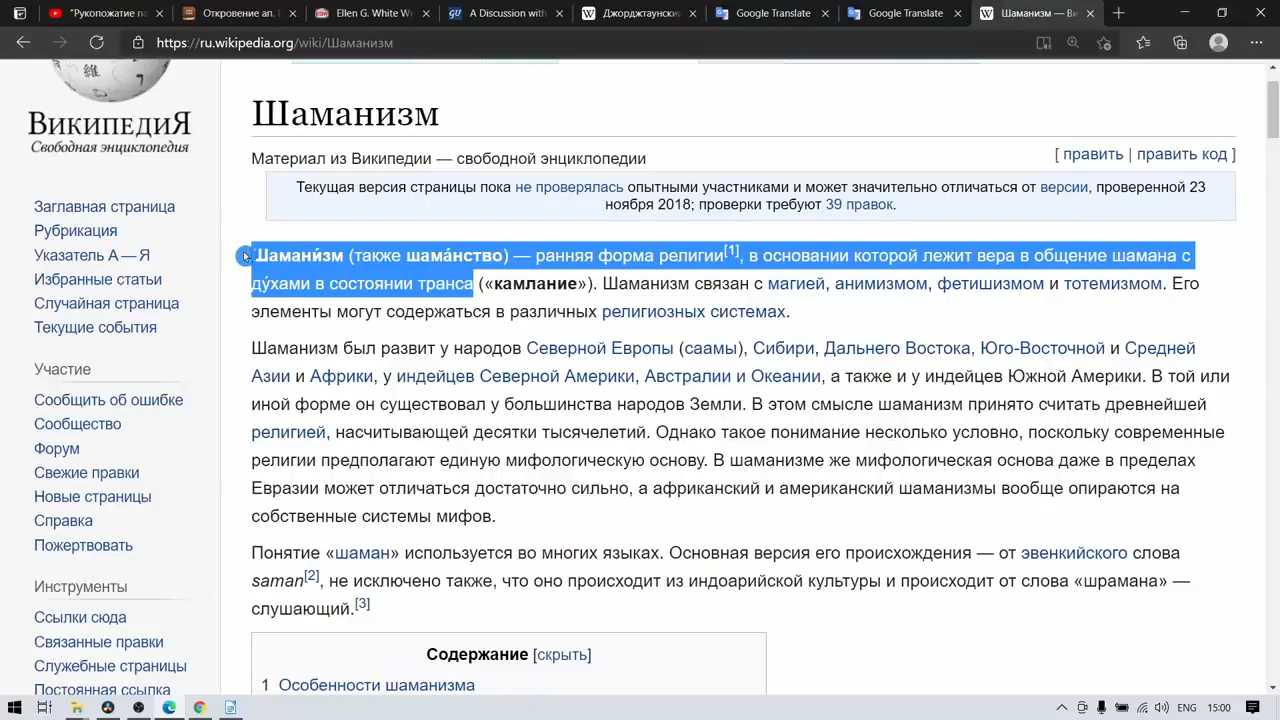 "Рукопожатие па
Откровение ап.
Ellen G. White W
A Discussion with
Джорджтаунски
Google Translate
Google Translate
Шаманизм — Ви
https://ru.wikipedia.org/wiki/Шаманизм
維
ВикипедиЯ
Свободная энциклопедия
Заглавная страница
Рубрикация
Указатель А — Я
Избранные статьи
Случайная страница
Текущие события
Участие
Сообщить об ошибке
Сообщество
Форум
Свежие правки
Новые страницы
Справка
Пожертвовать
Инструменты
Ссылки сюда
Связанные правки
Служебные страницы
Постоянная ссылка
Шаманизм
Материал из Википедии — свободной энциклопедии
[ править | править код ]
Текущая версия страницы пока не проверялась опытными участниками и может значительно отличаться от версии, проверенной 23
ноября 2018; проверки требуют 39 правок.
Шамани́зм (также шама́нство) — ранняя форма религии[1], в основании которой лежит вера в общение шамана с
ду́хами в состоянии транса («камлание»). Шаманизм связан с магией, анимизмом, фетишизмом и тотемизмом. Его
элементы могут содержаться в различных религиозных системах.
Шаманизм был развит у народов Северной Европы (саамы), Сибири, Дальнего Востока, Юго-Восточной и Средней
Азии и Африки, у индейцев Северной Америки, Австралии и Океании, а также и у индейцев Южной Америки. В той или
иной форме он существовал у большинства народов Земли. В этом смысле шаманизм принято считать древнейшей
религией, насчитывающей десятки тысячелетий. Однако такое понимание несколько условно, поскольку современные
религии предполагают единую мифологическую основу. В шаманизме же мифологическая основа даже в пределах
Евразии может отличаться достаточно сильно, а африканский и американский шаманизмы вообще опираются на
собственные системы мифов.
Понятие «шаман» используется во многих языках. Основная версия его происхождения — от эвенкийского слова
saman[2], не исключено также, что оно происходит из индоарийской культуры и происходит от слова «шрамана» —
слушающий.[3]
Содержание [скрыть]
1 Особенности шаманизма
ENG 15:00